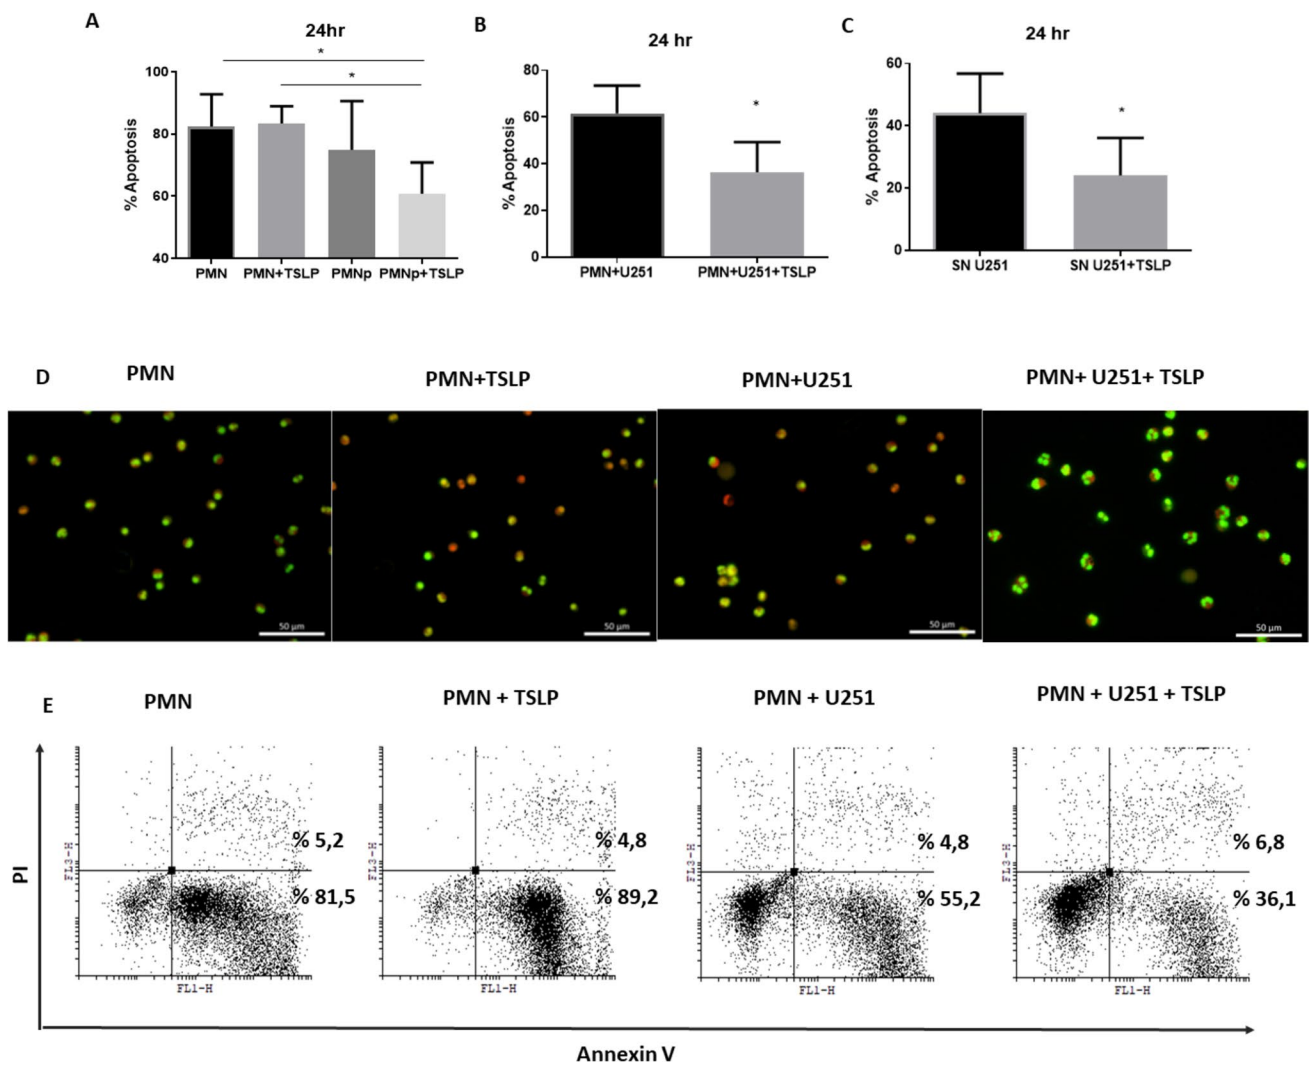 A
24hr
*
*
% Apoptosis
100
80
60
40
PMN
PMN+TSLP
PMNp
PMNp+TSLP
B
24 hr
*
% Apoptosis
80
60
40
20
0
PMN+U251
PMN+U251+TSLP
C
24 hr
*
% Apoptosis
60
40
20
0
SN U251
SN U251+TSLP
D
PMN
PMN+TSLP
PMN+U251
PMN+ U251+ TSLP
50 µm
50 µm
50 µm
50 µm
E
PMN
PMN + TSLP
PMN + U251
PMN + U251 + TSLP
PI
FL3-H
% 5,2
% 81,5
FL1-H
FL3-H
% 4,8
% 89,2
FL1-H
FL3-H
% 4,8
% 55,2
FL1-H
FL3-H
% 6,8
% 36,1
FL1-H
Annexin V